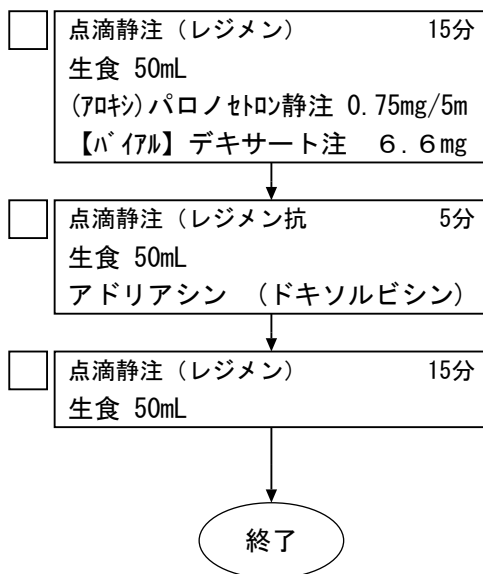 点滴静注（レジメン） 15分
生食 50mL
(ｱﾛｷｼ)パロノセトロン静注 0.75mg/5m
【ﾊﾞｲｱﾙ】デキサート注 ６.６mg
点滴静注（レジメン抗 5分
生食 50mL
アドリアシン （ドキソルビシン）
点滴静注（レジメン） 15分
生食 50mL
終了